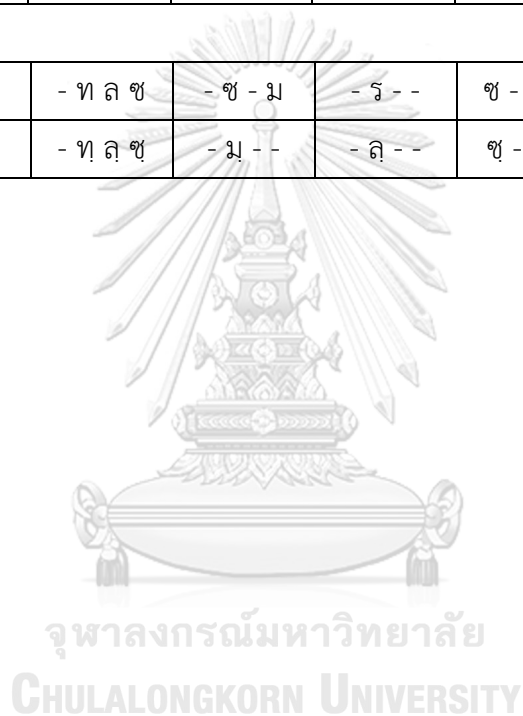 - ท ล ซ - ซ - ม - ร - - ซ -
- ทฺ ลฺ ซฺ - มฺ - - - ลฺ - - ซฺ -
จุฬาลงกรณ์มหาวิทยาลัย
CHULALONGKORN UNIVERSITY